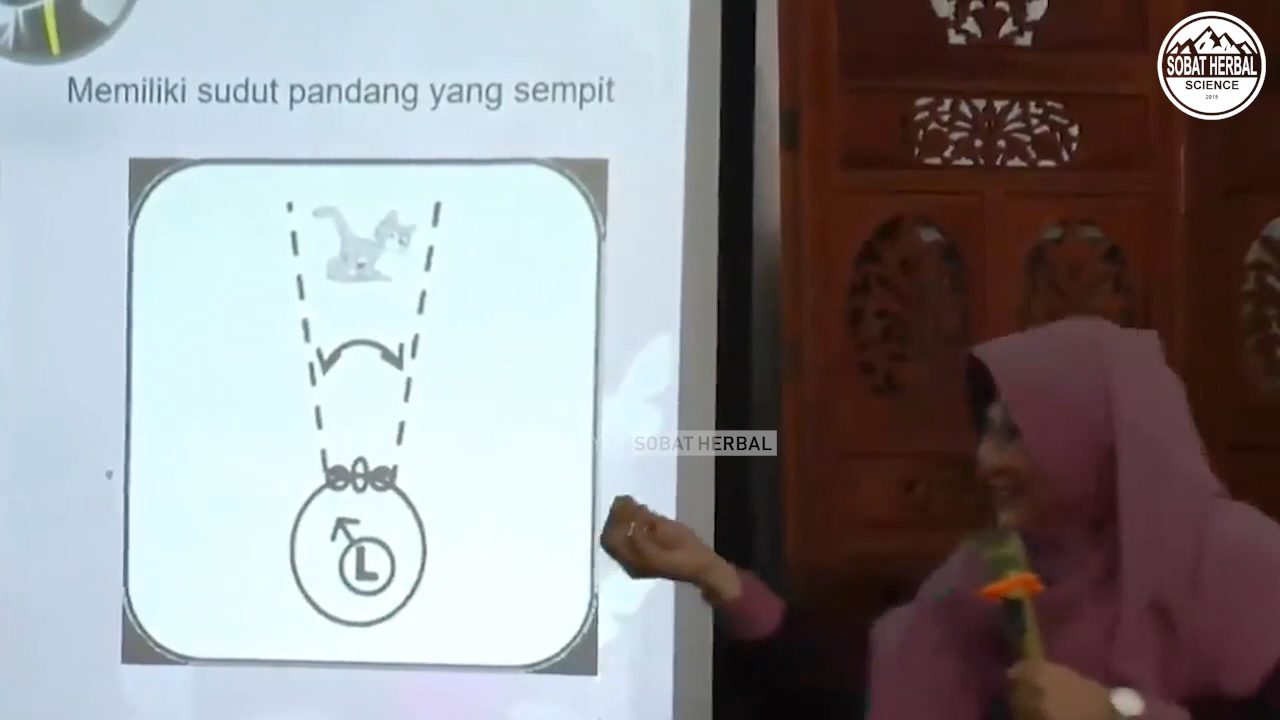 Memiliki sudut pandang yang sempit
L
SOBAT HERBAL
SOBAT HERBAL
SCIENCE
2019